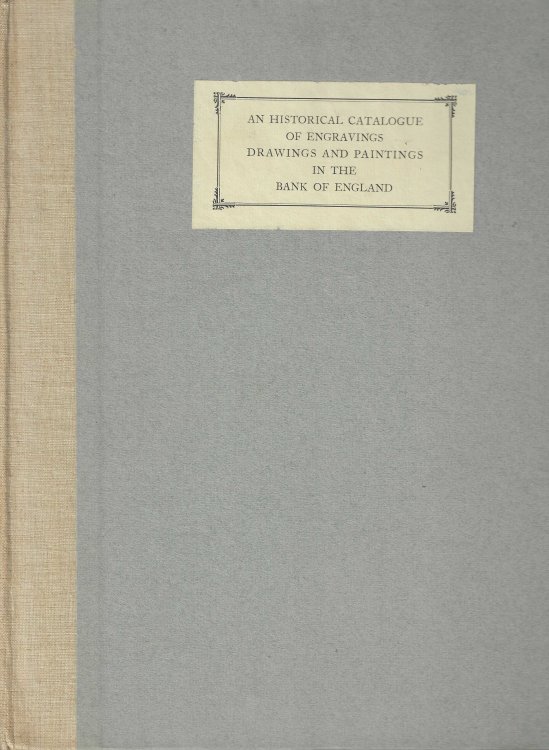 AN HISTORICAL CATALOGUE
OF ENGRAVINGS
DRAWINGS AND PAINTINGS
IN THE
BANK OF ENGLAND